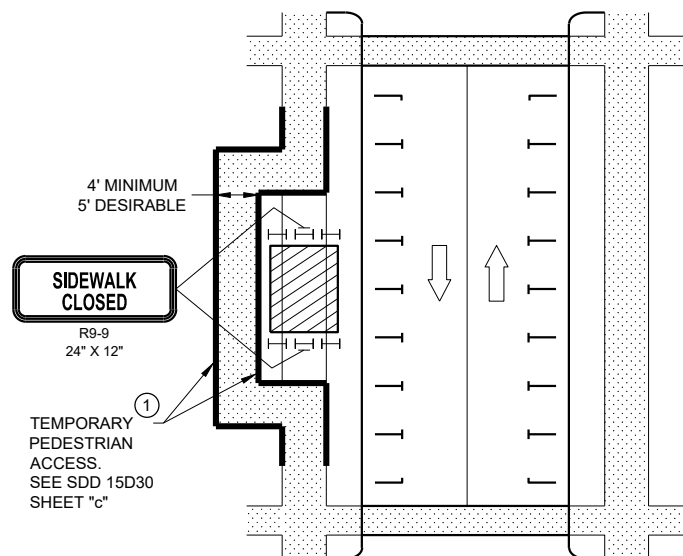 4' MINIMUM
5' DESIRABLE
SIDEWALK
CLOSED
R9-9
24" X 12"
1
TEMPORARY
PEDESTRIAN
ACCESS.
SEE SDD 15D30
SHEET "c"